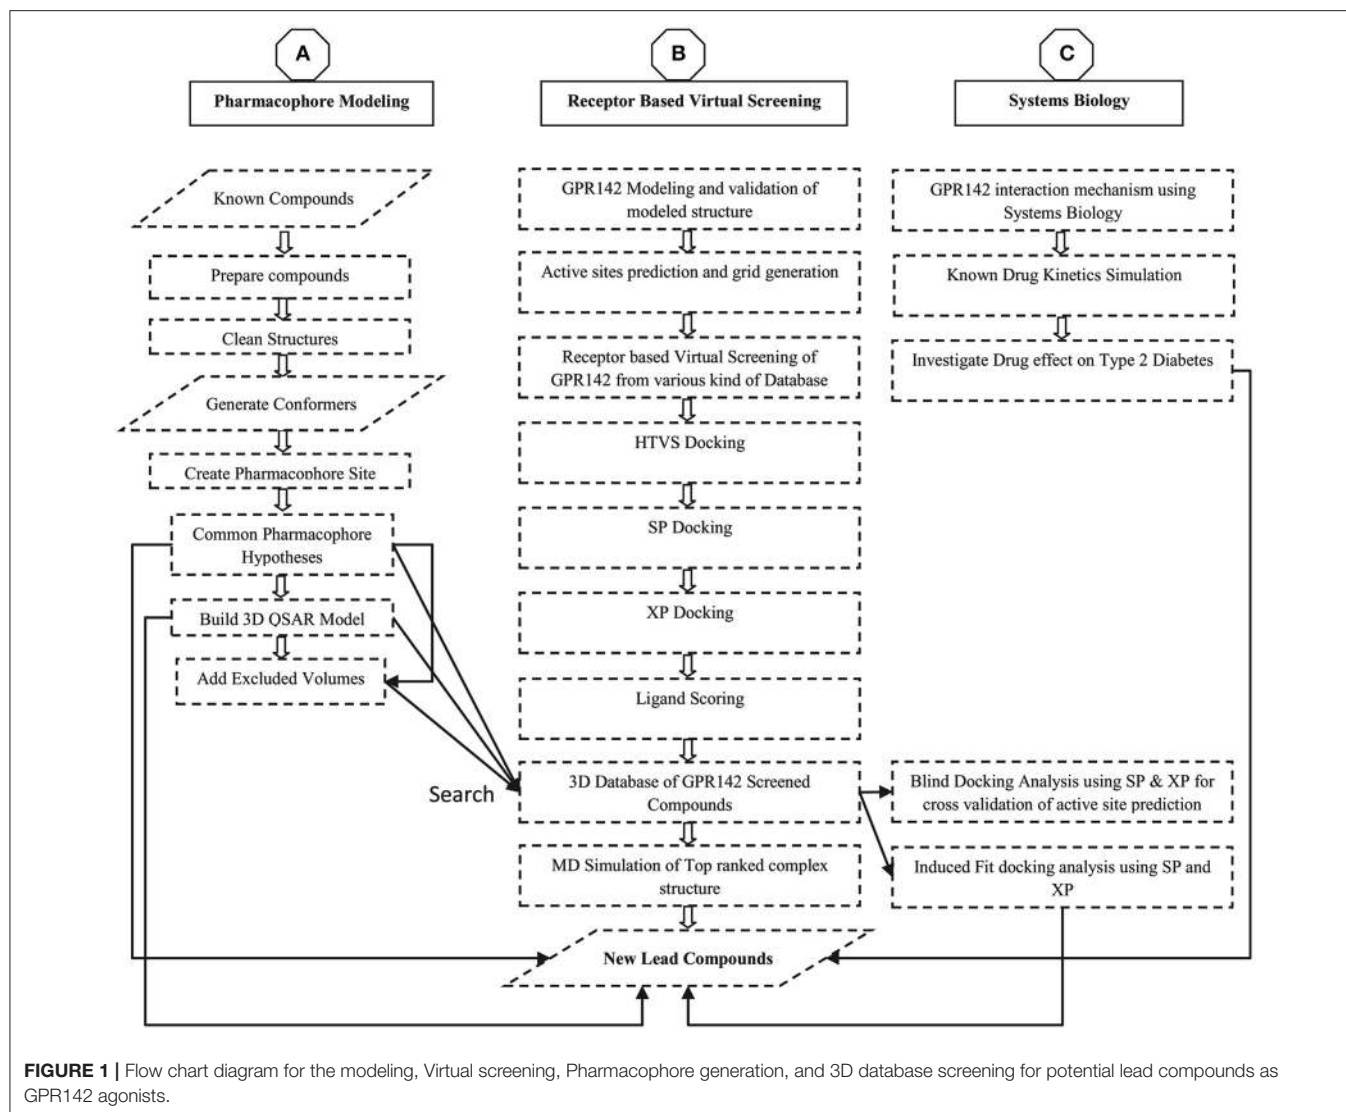 A
Pharmacophore Modeling
Known Compounds
Prepare compounds
Clean Structures
Generate Conformers
Create Pharmacophore Site
Common Pharmacophore
Hypotheses
Build 3D QSAR Model
Add Excluded Volumes
Search
B
Receptor Based Virtual Screening
GPR142 Modeling and validation of
modeled structure
Active sites prediction and grid generation
Receptor based Virtual Screening of
GPR142 from various kind of Database
HTVS Docking
SP Docking
XP Docking
Ligand Scoring
3D Database of GPR142 Screened
Compounds
MD Simulation of Top ranked complex
structure
New Lead Compounds
C
Systems Biology
GPR142 interaction mechanism using
Systems Biology
Known Drug Kinetics Simulation
Investigate Drug effect on Type 2 Diabetes
Blind Docking Analysis using SP & XP for
cross validation of active site prediction
Induced Fit docking analysis using SP and
XP
FIGURE 1 | Flow chart diagram for the modeling, Virtual screening, Pharmacophore generation, and 3D database screening for potential lead compounds as
GPR142 agonists.